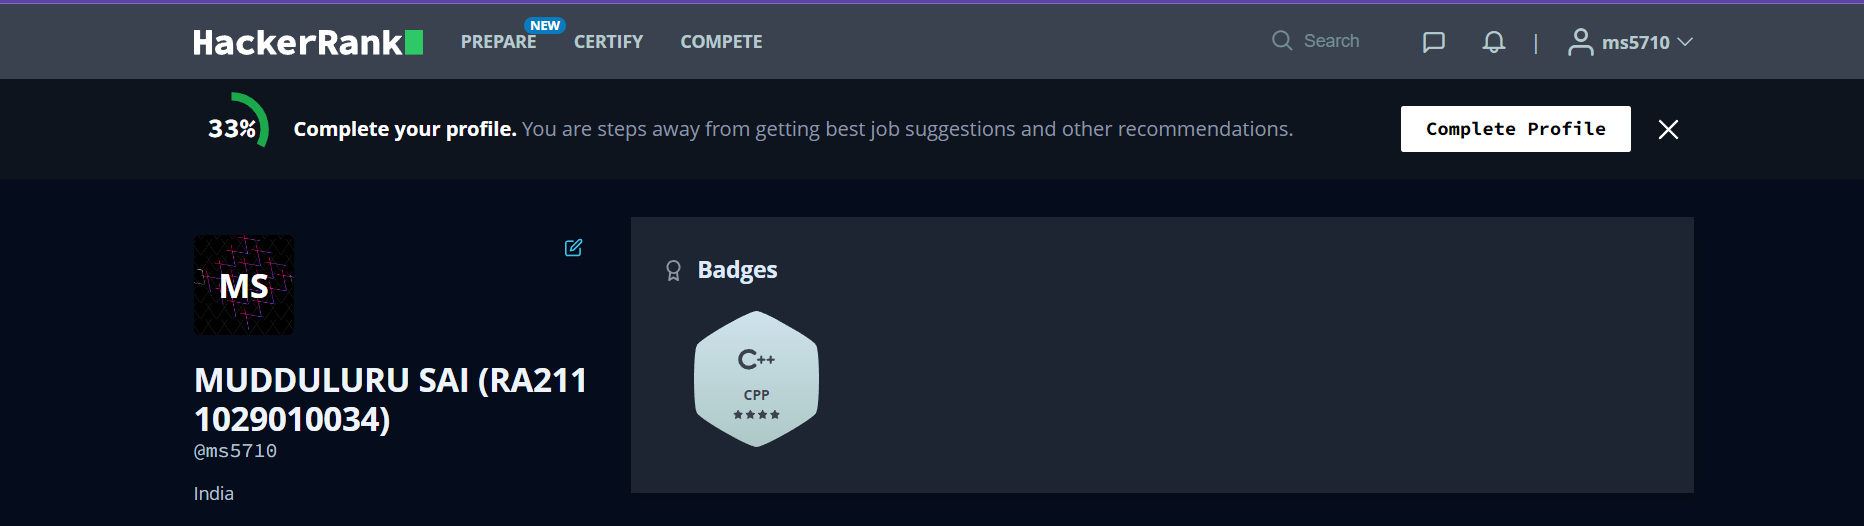 HackerRank PREPARE NEW CERTIFY COMPETE Search | ms5710
33% Complete your profile. You are steps away from getting best job suggestions and other recommendations. Complete Profile
MS
MUDDULURU SAI (RA211
1029010034)
@ms5710
India
Badges
C++
CPP